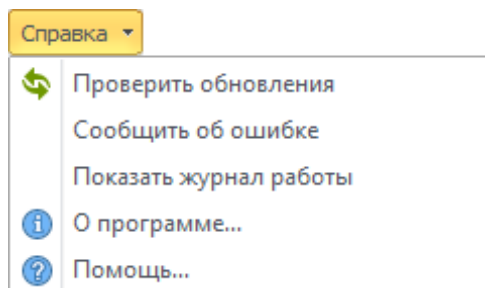 Справка
Проверить обновления
Сообщить об ошибке
Показать журнал работы
О программе...
Помощь...